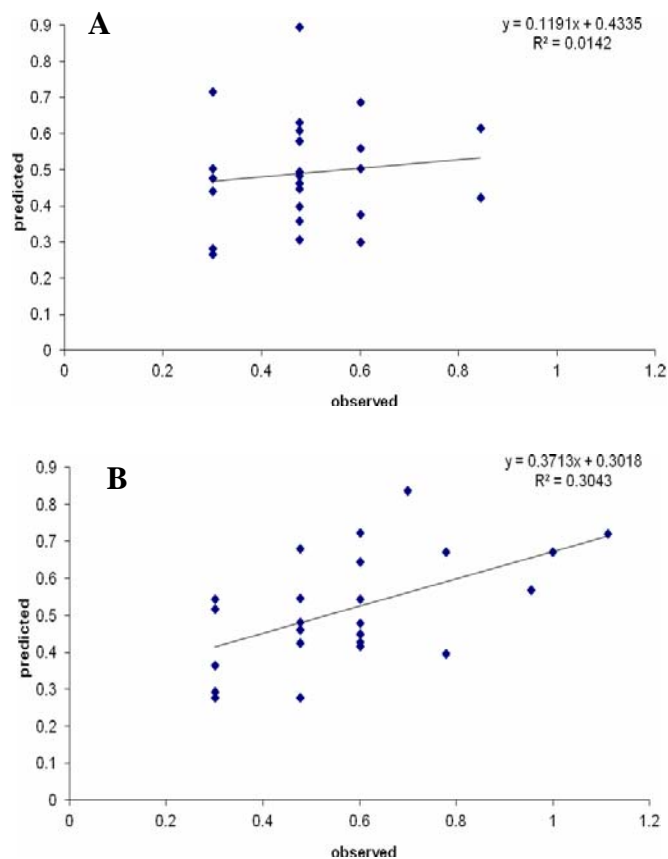 A
y = 0.1191x + 0.4335
R² = 0.0142
0.9
0.8
0.7
0.6
0.5
0.4
0.3
0.2
0.1
0
predicted
0 0.2 0.4 0.6 0.8 1 1.2
observed
B
y = 0.3713x + 0.3018
R² = 0.3043
0.9
0.8
0.7
0.6
0.5
0.4
0.3
0.2
0.1
0
predicted
0 0.2 0.4 0.6 0.8 1 1.2
observed